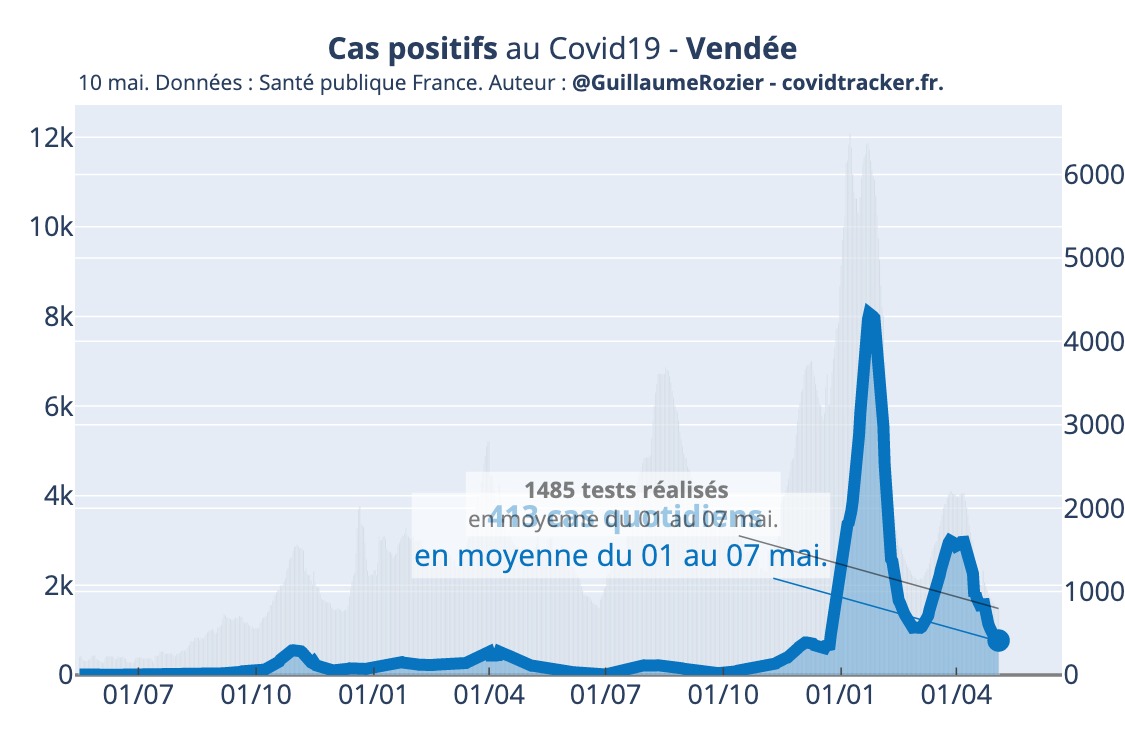 Cas positifs au Covid19 - Vendée
10 mai. Données : Santé publique France. Auteur : @GuillaumeRozier - covidtracker.fr.
12k
10k
8k
6k
4k
2k
0
6000
5000
4000
3000
2000
1000
0
1485 tests réalisés
en moyenne du 01 au 07 mai.
413 cas quotidiens
en moyenne du 01 au 07 mai.
01/07
01/10
01/01
01/04
01/07
01/10
01/01
01/04